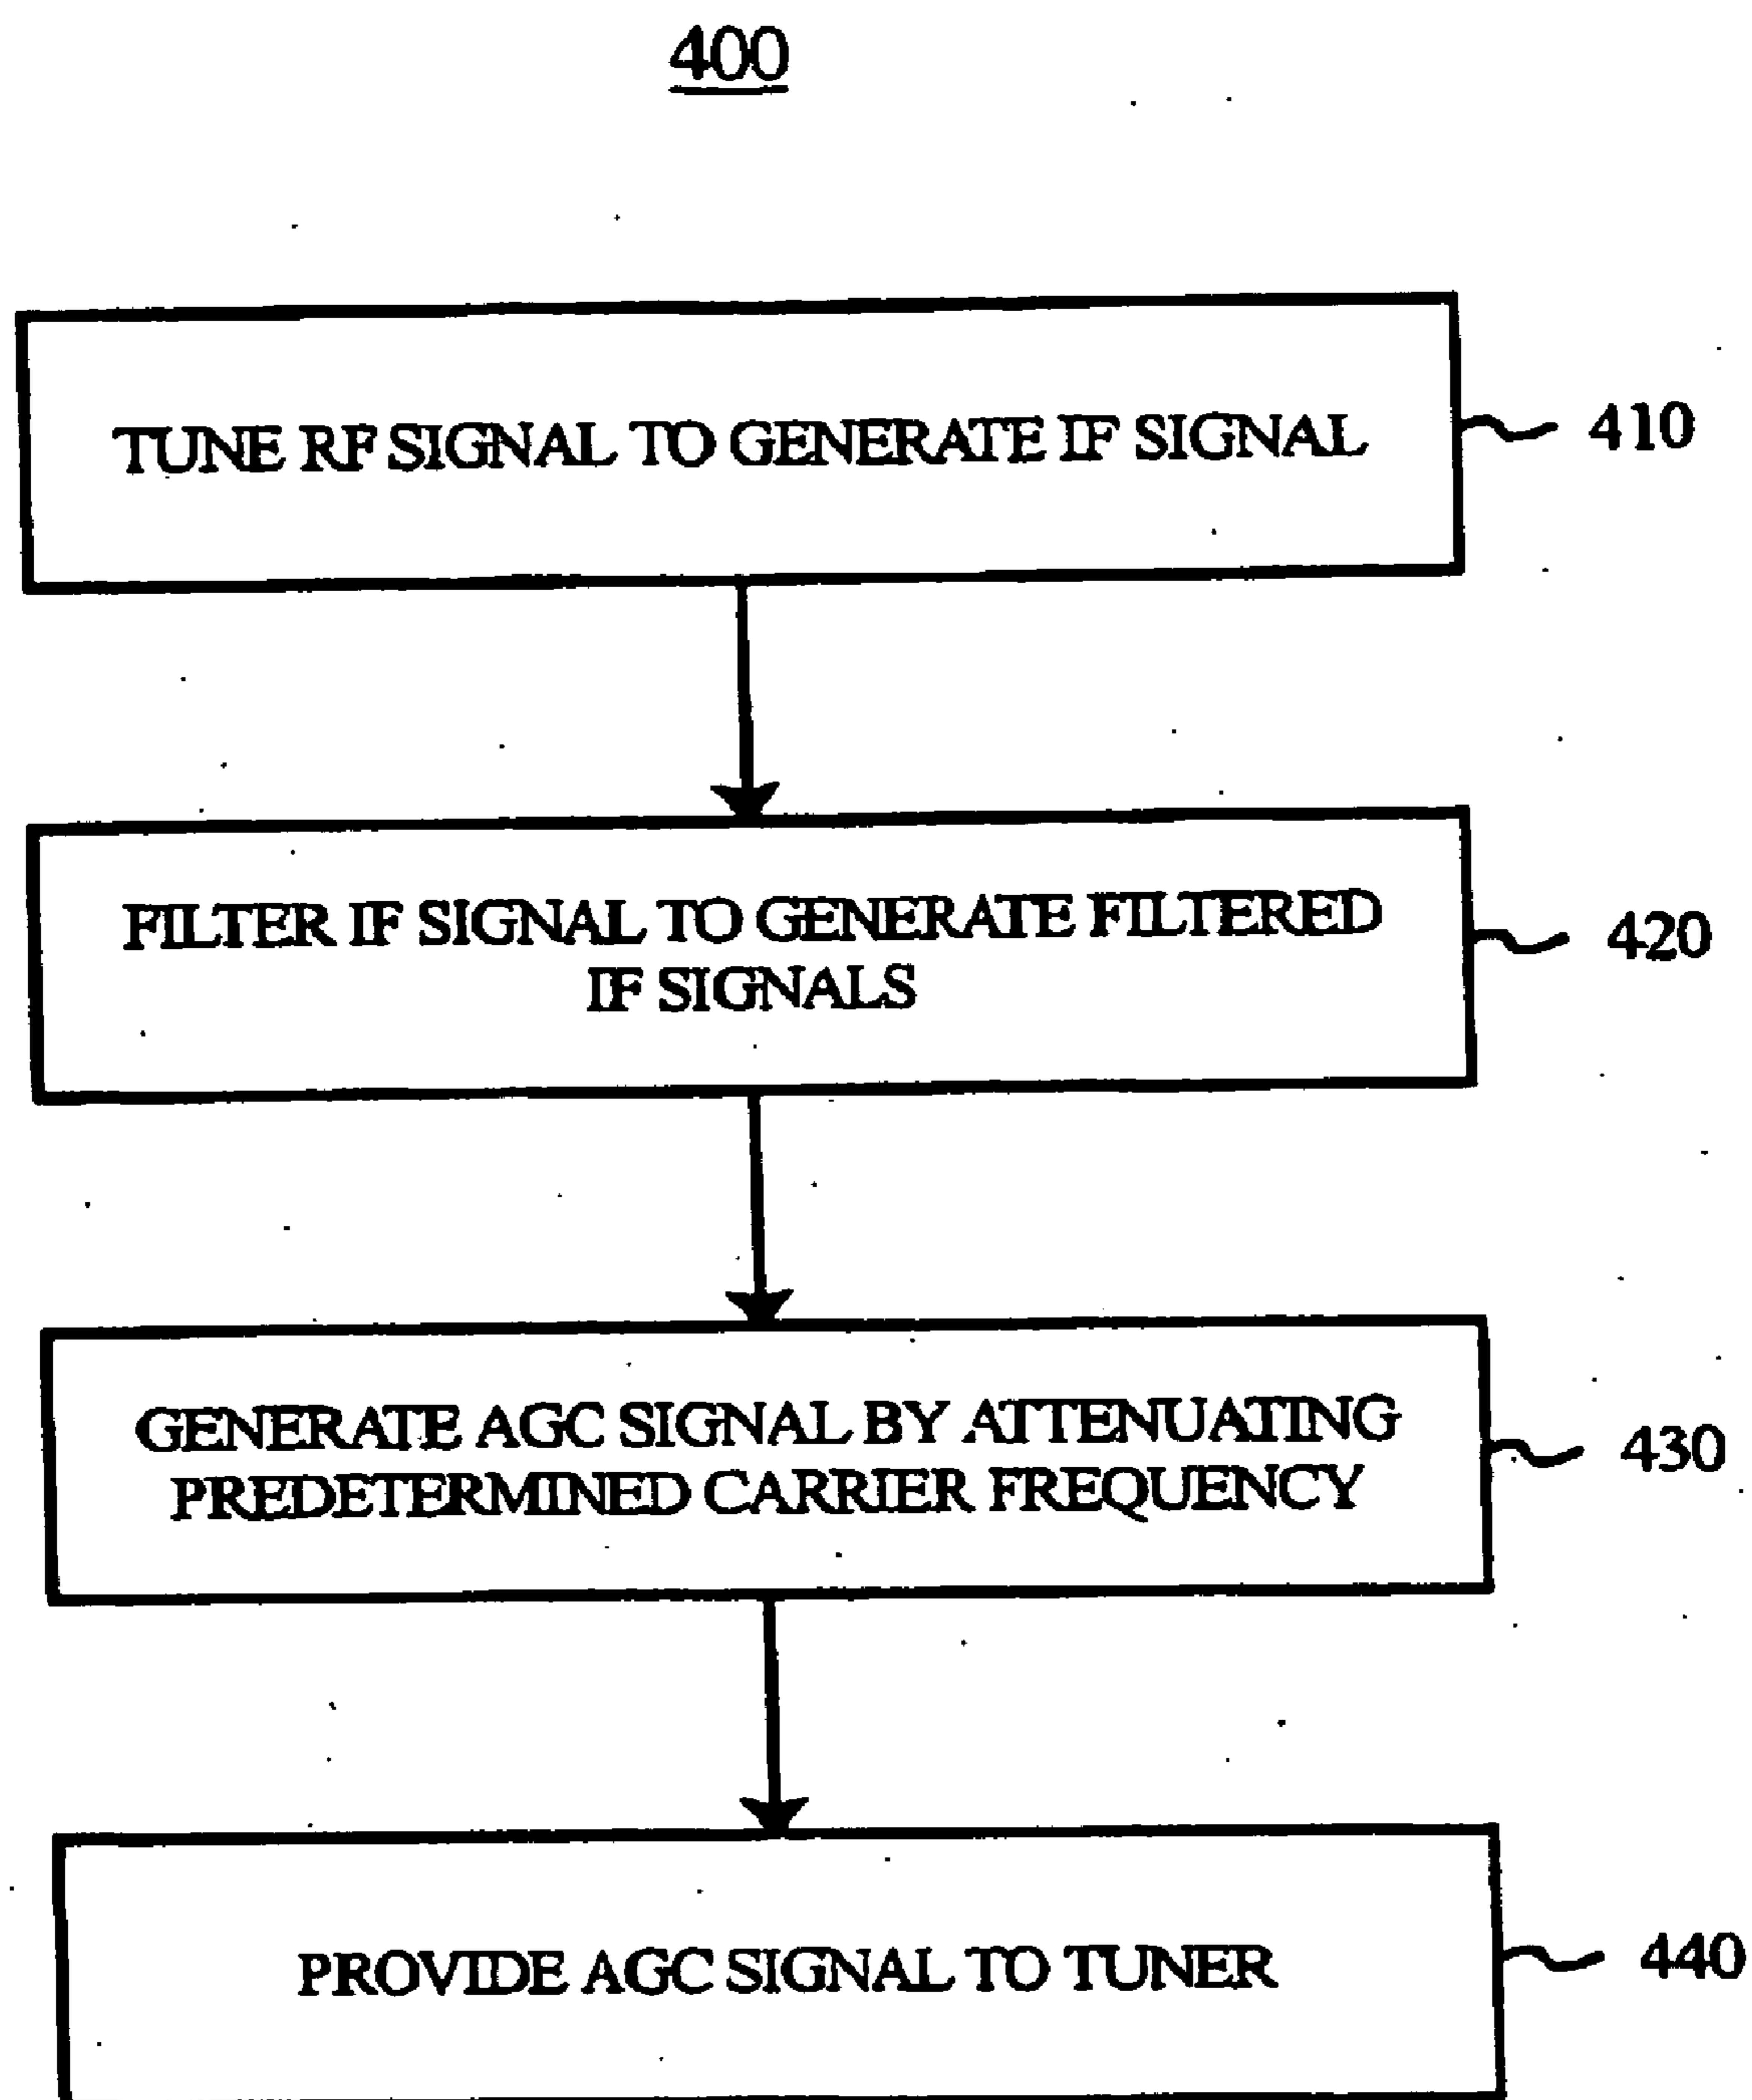 400
TUNE RF SIGNAL TO GENERATE IF SIGNAL
410
FILTER IF SIGNAL TO GENERATE FILTERED
IF SIGNALS
420
GENERATE AGC SIGNAL BY ATTENUATING
PREDETERMINED CARRIER FREQUENCY
430
PROVIDE AGC SIGNAL TO TUNER
440